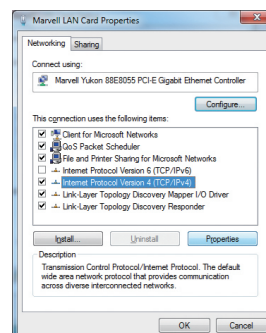 Marvell LAN Card Properties
Networking Sharing
Connect using:
Marvell Yukon 88E8055 PCI-E Gigabit Ethernet Controller
Configure...
This connection uses the following items:
Client for Microsoft Networks
QoS Packet Scheduler
File and Printer Sharing for Microsoft Networks
Internet Protocol Version 6 (TCP/IPv6)
Internet Protocol Version 4 (TCP/IPv4)
Link-Layer Topology Discovery Mapper I/O Driver
Link-Layer Topology Discovery Responder
Install... Uninstall Properties
Description
Transmission Control Protocol/Internet Protocol. The default
wide area network protocol that provides communication
across diverse interconnected networks.
OK Cancel